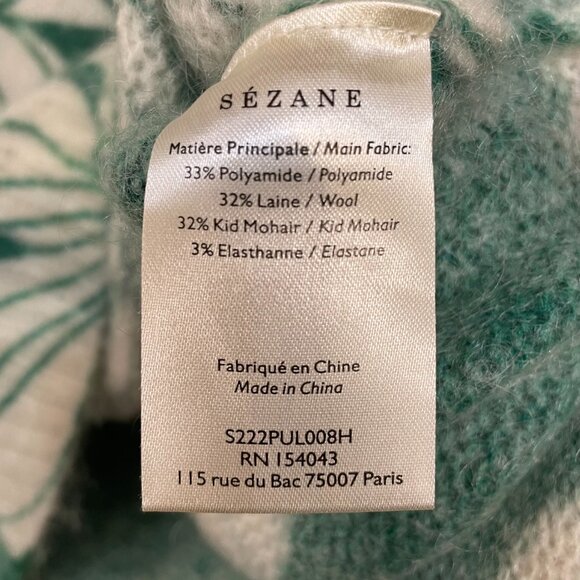 SÉZANE
Matière Principale / Main Fabric:
33% Polyamide / Polyamide
32% Laine / Wool
32% Kid Mohair / Kid Mohair
3% Elasthanne / Elastane
Fabriqué en Chine
Made in China
S222PUL008H
RN 154043
115 rue du Bac 75007 Paris